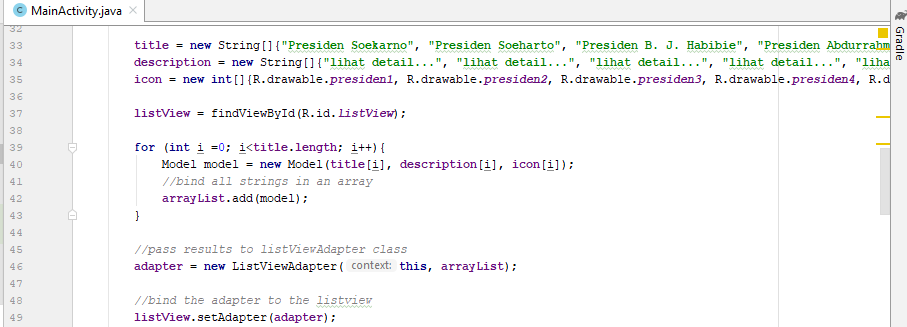 MainActivity.java
32
33 title = new String[]{"Presiden Soekarno", "Presiden Soeharto", "Presiden B. J. Habibie", "Presiden Abdurrahm
34 description = new String[]{"lihat detail...", "lihat detail...", "lihat detail...", "lihat detail...", "liha
35 icon = new int[]{R.drawable.presiden1, R.drawable.presiden2, R.drawable.presiden3, R.drawable.presiden4, R.d
36
37 listView = findViewById(R.id.ListView);
38
39 for (int i =0; i<title.length; i++){
40 Model model = new Model(title[i], description[i], icon[i]);
41 //bind all strings in an array
42 arrayList.add(model);
43 }
44
45 //pass results to listViewAdapter class
46 adapter = new ListViewAdapter( context: this, arrayList);
47
48 //bind the adapter to the listview
49 listView.setAdapter(adapter);
Gradle